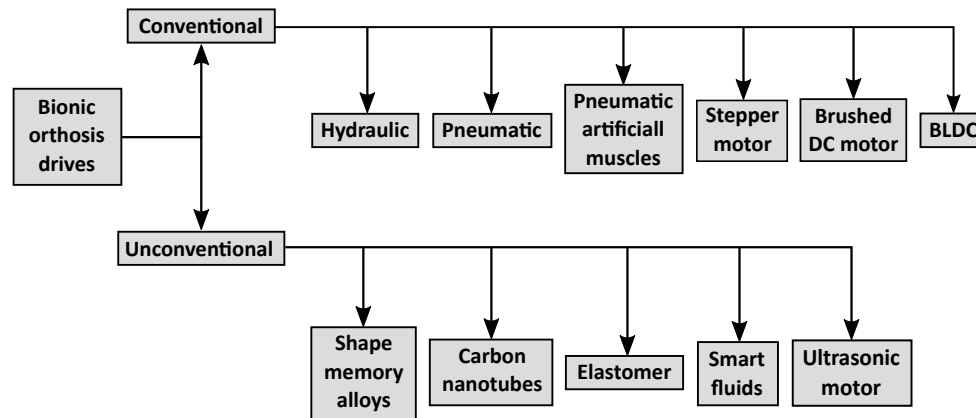 Conventional
Bionic
orthosis
drives
Hydraulic
Pneumatic
Pneumatic
artificiall
muscles
Stepper
motor
Brushed
DC motor
BLDC
Unconventional
Shape
memory
alloys
Carbon
nanotubes
Elastomer
Smart
fluids
Ultrasonic
motor